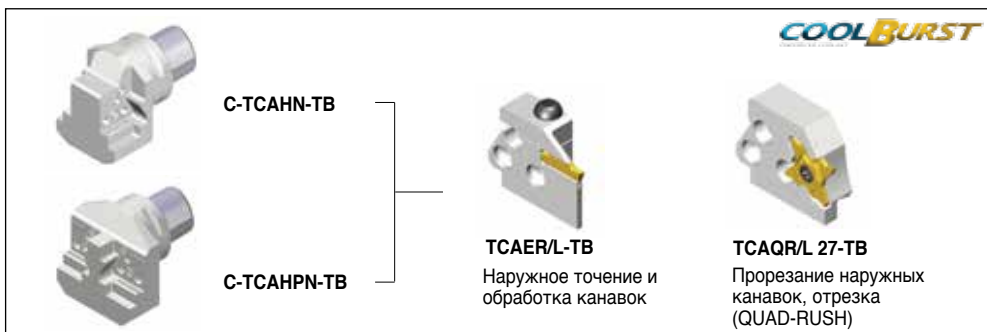 COOLBURST
C-TCAHN-TB
C-TCAHPN-TB
TCAER/L-TB
Наружное точение и
обработка канавок
TCAQR/L 27-TB
Прорезание наружных
канавок, отрезка
(QUAD-RUSH)